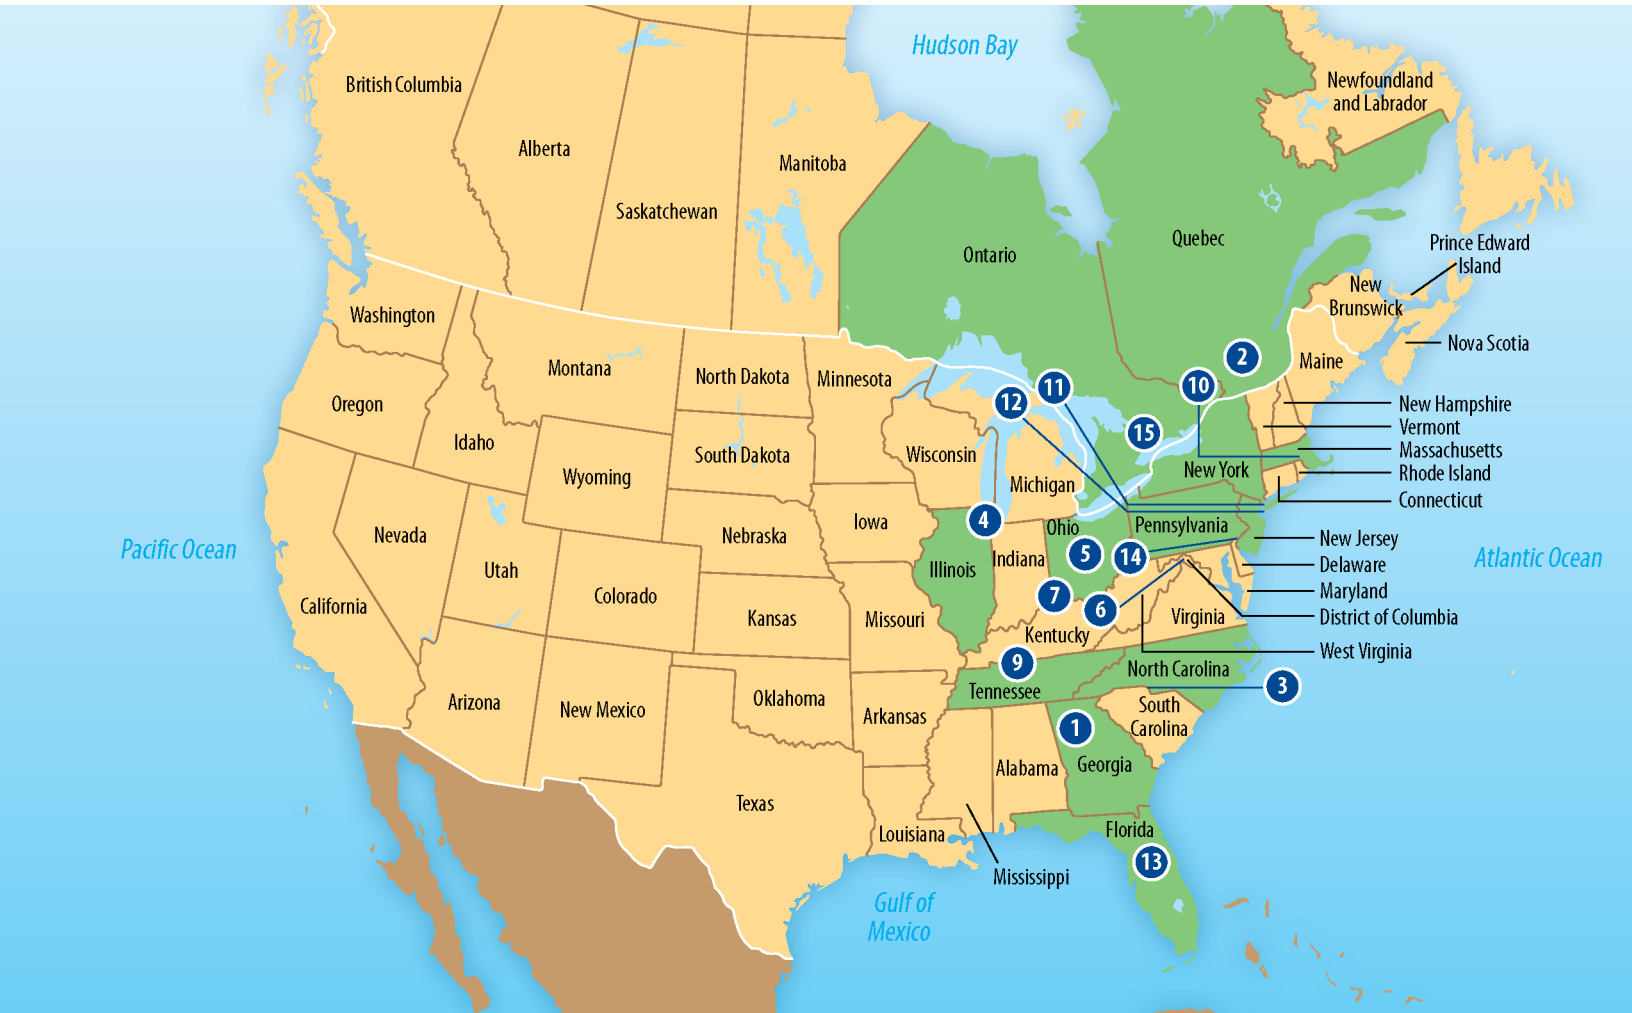 Hudson Bay
British Columbia
Newfoundland
and Labrador
Alberta
Manitoba
Saskatchewan
Quebec
Prince Edward
Island
Ontario
New
Brunswick
Washington
Nova Scotia
2
Maine
Montana
North Dakota
Minnesota
10
11
12
Oregon
New Hampshire
Vermont
15
Idaho
South Dakota
Wisconsin
Massachusetts
New York
Rhode Island
Wyoming
Michigan
Connecticut
4
Iowa
Ohio
Pennsylvania
Nevada
Nebraska
New Jersey
Pacific Ocean
5
14
Atlantic Ocean
Indiana
Delaware
Utah
Illinois
Maryland
Colorado
7
6
California
Kansas
Missouri
Virginia
District of Columbia
Kentucky
West Virginia
9
North Carolina
3
Tennessee
Arizona
New Mexico
Oklahoma
Arkansas
South
Carolina
1
Alabama
Georgia
Texas
Louisiana
Florida
13
Mississippi
Gulf of
Mexico